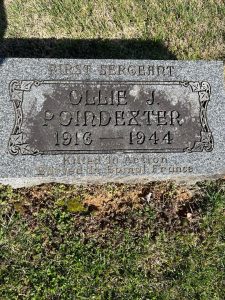 FIRST SERGEANT
OLLIE J.
POINDEXTER
1916 — 1944
Killed In Action
Buried In Epinal France